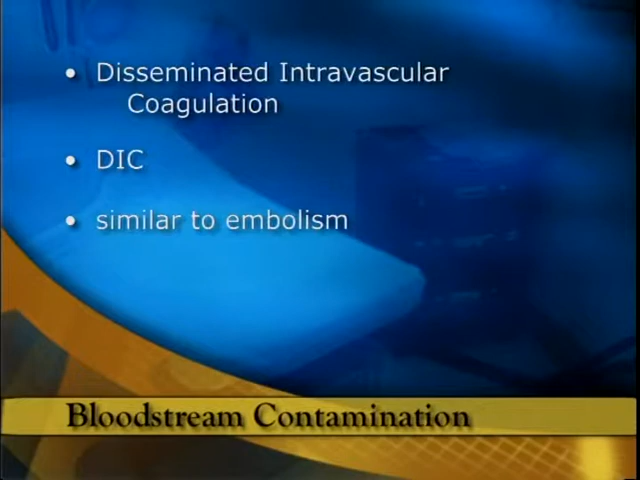 • Disseminated Intravascular
Coagulation
• DIC
• similar to embolism
Bloodstream Contamination